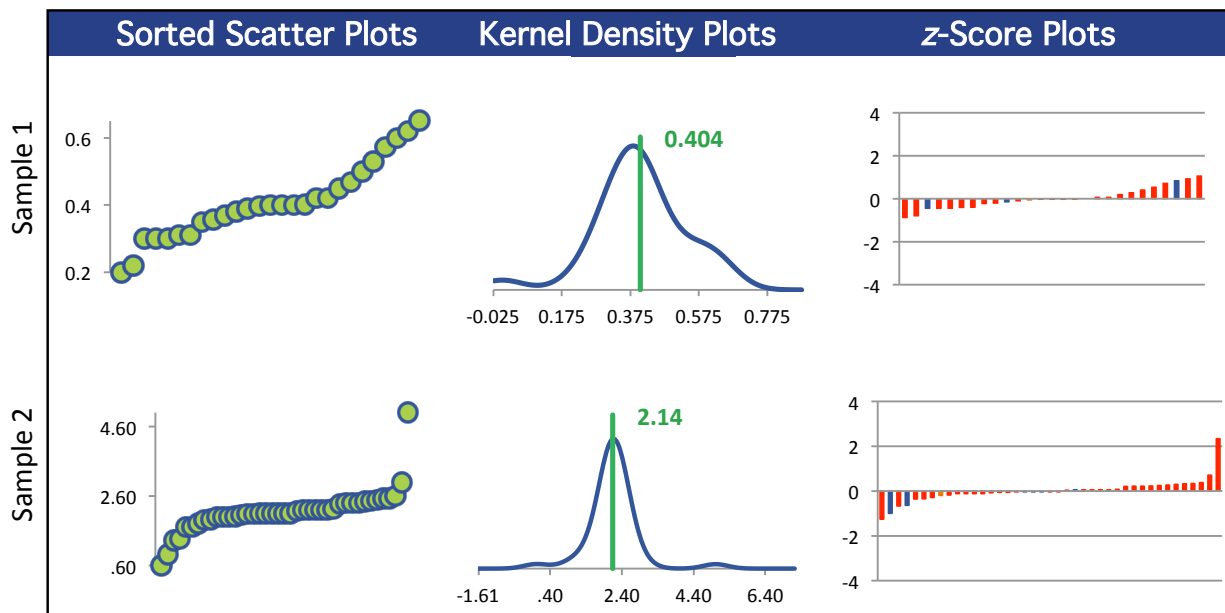 Sorted Scatter Plots
Kernel Density Plots
z-Score Plots
Sample 1
0.6
0.4
0.2
0.404
-0.025 0.175 0.375 0.575 0.775
4
2
0
-2
-4
Sample 2
4.60
2.60
.60
2.14
-1.61 .40 2.40 4.40 6.40
4
2
0
-2
-4